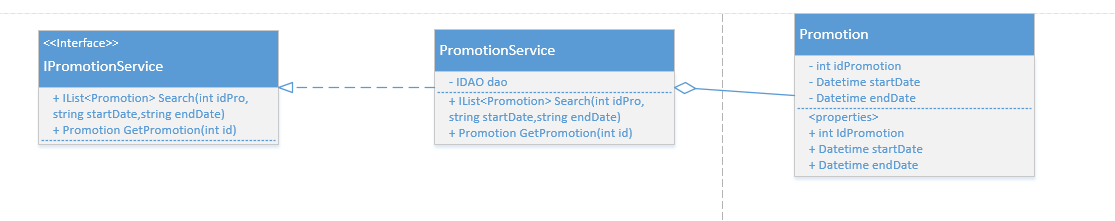 <<Interface>>
IPromotionService
+ IList<Promotion> Search(int idPro,
string startDate,string endDate)
+ Promotion GetPromotion(int id)
PromotionService
- IDAO dao
+ IList<Promotion> Search(int idPro,
string startDate,string endDate)
+ Promotion GetPromotion(int id)
Promotion
- int idPromotion
- Datetime startDate
- Datetime endDate
<properties>
+ int IdPromotion
+ Datetime startDate
+ Datetime endDate